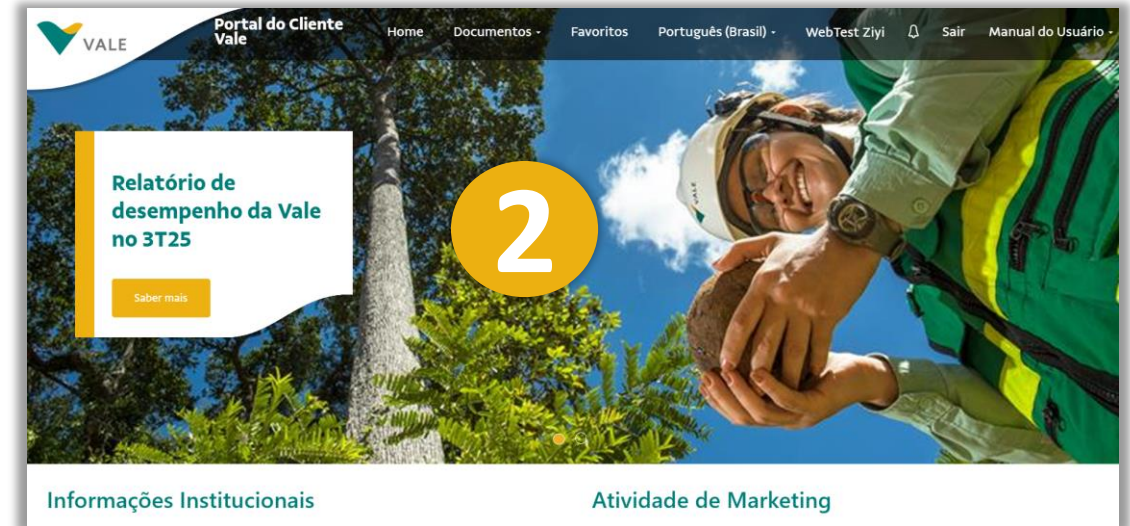 VALE
Portal do Cliente
Vale
Home
Documentos
Favoritos
Português (Brasil)
WebTest Ziyi
Sair
Manual do Usuário
Relatório de
desempenho da Vale
no 3T25
Saber mais
2
VALE
Informações Institucionais
Atividade de Marketing